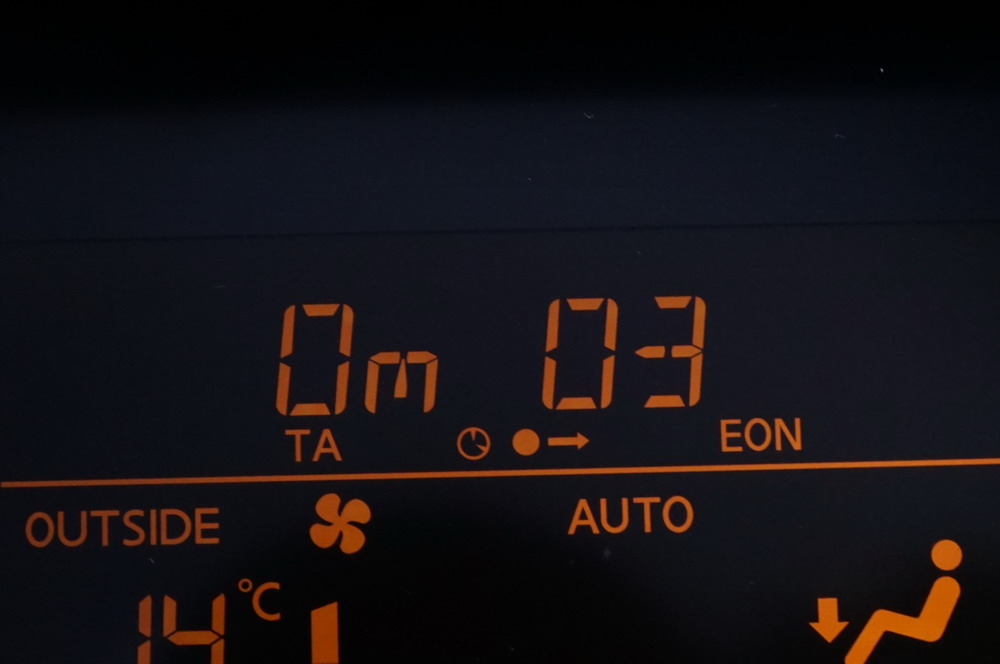 0m 03
TA EON
OUTSIDE AUTO
14 °C